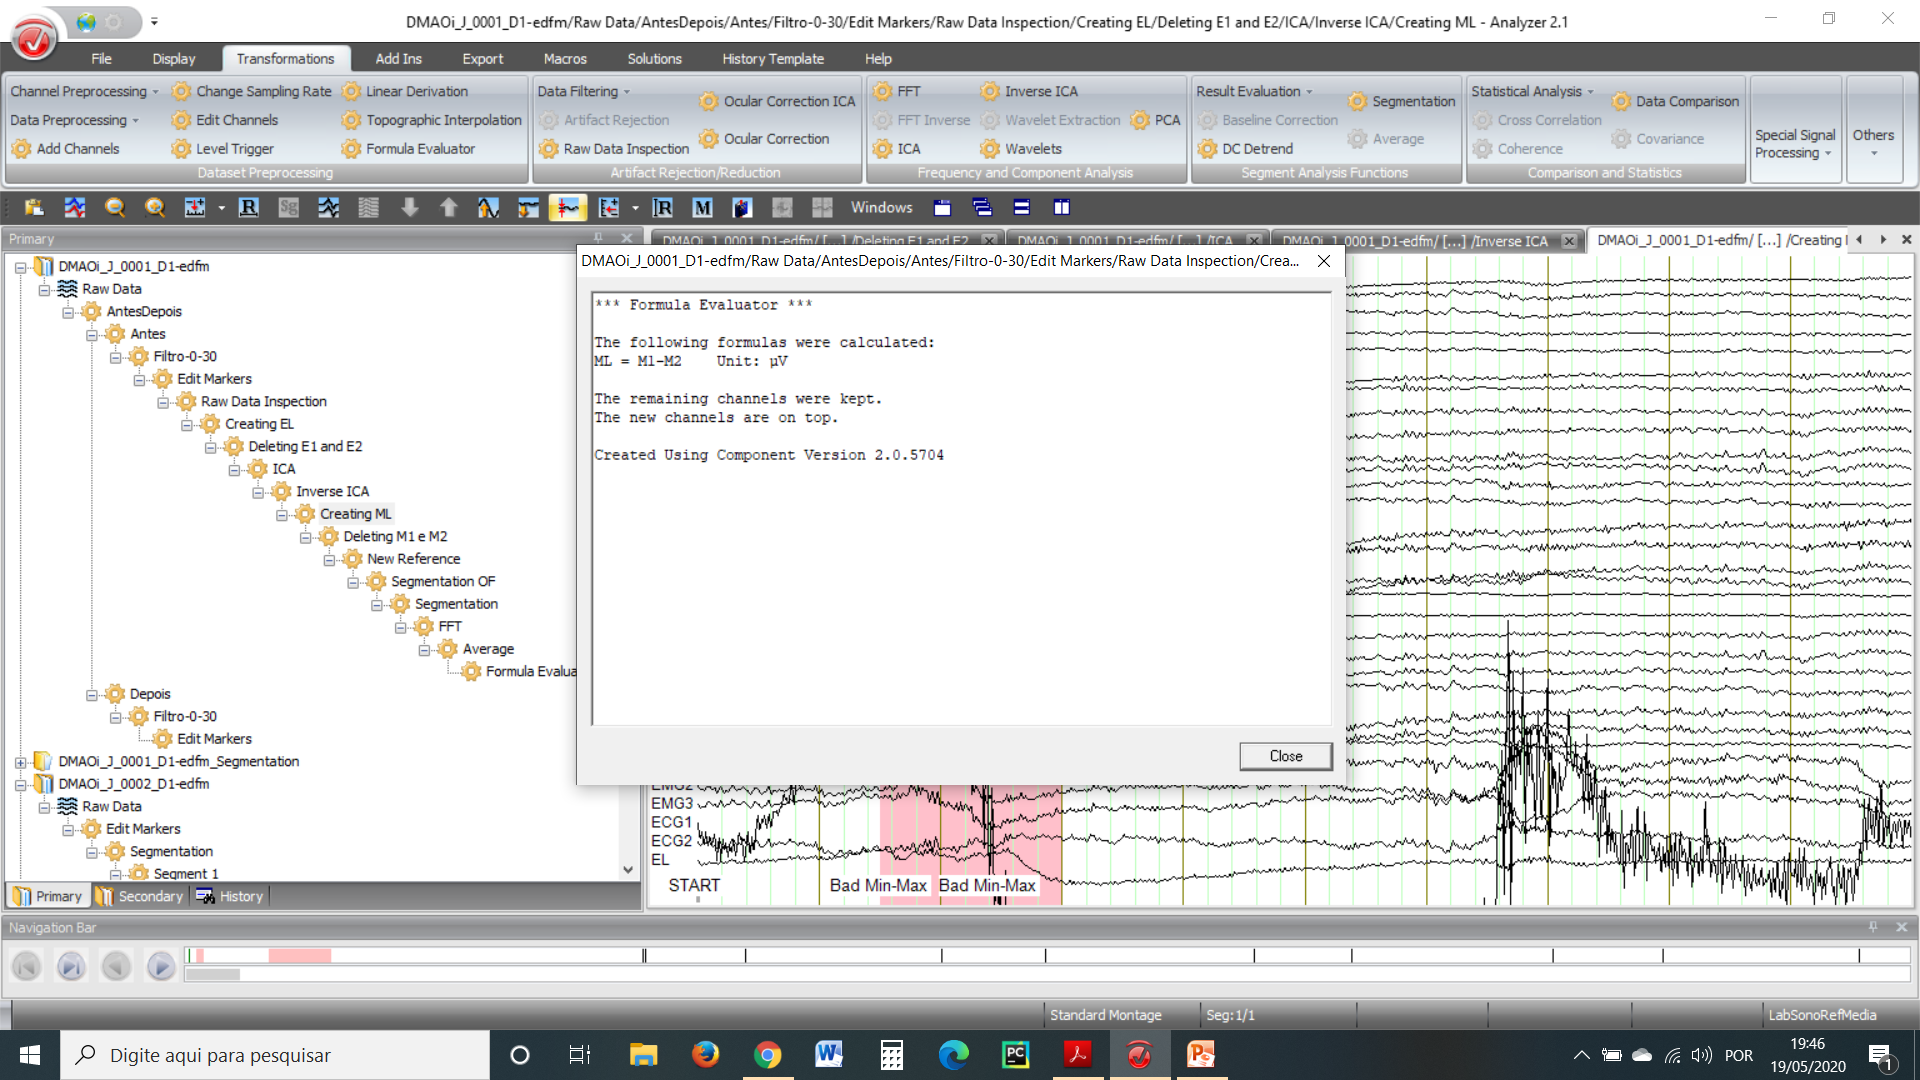 DMAOi_J_0001_D1-edfm/Raw Data/AntesDepois/Antes/Filtro-0-30/Edit Markers/Raw Data Inspection/Creating EL/Deleting E1 and E2/ICA/Inverse ICA/Creating ML - Analyzer 2.1
File Display Transformations Add Ins Export Macros Solutions History Template Help
Channel Preprocessing Change Sampling Rate Linear Derivation
Data Preprocessing Edit Channels Topographic Interpolation
Add Channels Level Trigger Formula Evaluator
Dataset Preprocessing
Data Filtering Ocular Correction ICA
Artifact Rejection
Raw Data Inspection Ocular Correction
Artifact Rejection/Reduction
FFT Inverse ICA
FFT Inverse Wavelet Extraction PCA
ICA Wavelets
Frequency and Component Analysis
Result Evaluation Segmentation
Baseline Correction
DC Detrend Average
Segment Analysis Functions
Statistical Analysis Data Comparison
Cross Correlation
Coherence Covariance
Comparison and Statistics
Special Signal
Processing
Others
R Sg R M Windows
Primary
DMAOi_J_0001_D1-edfm/ [...] /Deleting E1 and E2
DMAOi_J_0001_D1-edfm/ [...] /ICA
DMAOi_J_0001_D1-edfm/ [...] /Inverse ICA
DMAOi_J_0001_D1-edfm/ [...] /Creating
DMAOi_J_0001_D1-edfm
Raw Data
AntesDepois
Antes
Filtro-0-30
Edit Markers
Raw Data Inspection
Creating EL
Deleting E1 and E2
ICA
Inverse ICA
Creating ML
Deleting M1 e M2
New Reference
Segmentation OF
Segmentation
FFT
Average
Formula Evalua
Depois
Filtro-0-30
Edit Markers
DMAOi_J_0001_D1-edfm_Segmentation
DMAOi_J_0002_D1-edfm
Raw Data
Edit Markers
Segmentation
Segment 1
Primary Secondary History
DMAOi_J_0001_D1-edfm/Raw Data/AntesDepois/Antes/Filtro-0-30/Edit Markers/Raw Data Inspection/Crea...
*** Formula Evaluator ***
The following formulas were calculated:
ML = M1-M2 Unit: µV
The remaining channels were kept.
The new channels are on top.
Created Using Component Version 2.0.5704
Close
EMG2
EMG3
ECG1
ECG2
EL
START Bad Min-Max Bad Min-Max
Navigation Bar
Standard Montage Seg:1/1 LabSonoRefMedia
Digite aqui para pesquisar
POR
19:46
19/05/2020
1